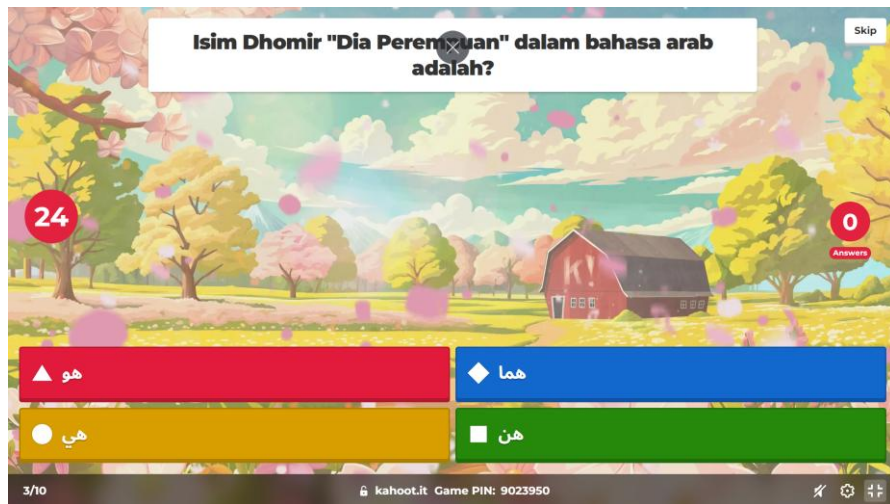 Isim Dhomir "Dia Perempuan" dalam bahasa arab
adalah?
Skip
24
0
Answers
K!
هو
هما
هي
هن
3/10
kahoot.it Game PIN: 9023950